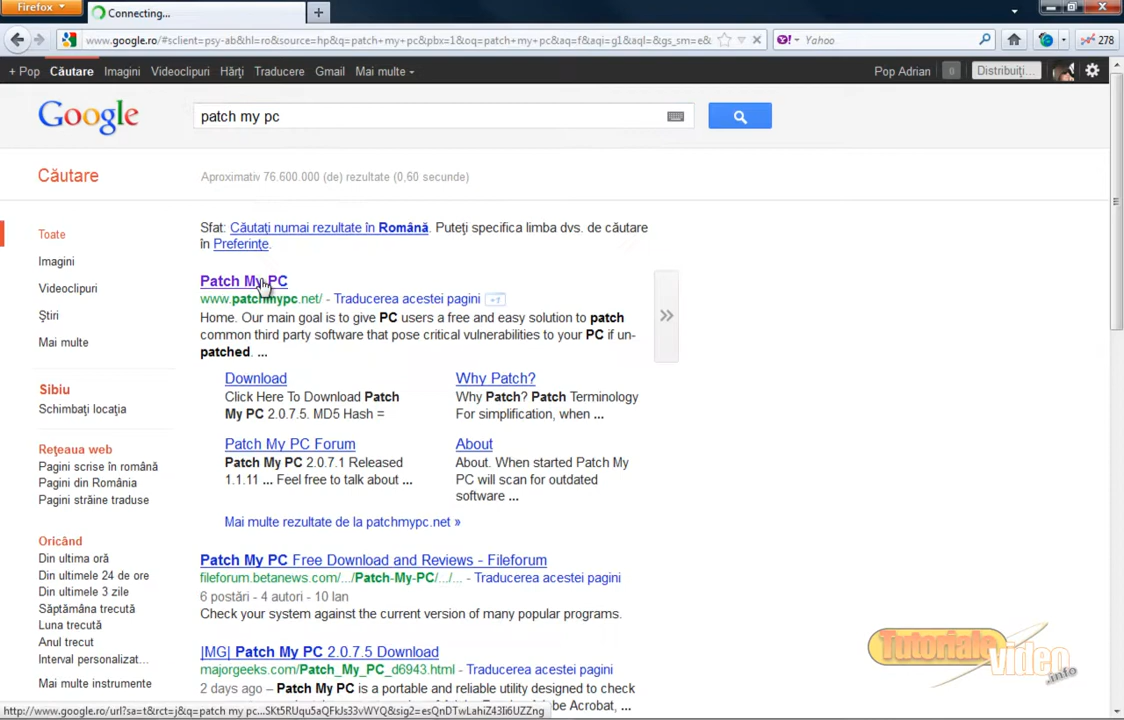 Firefox
Connecting...
www.google.ro/#sclient=psy-ab&hl=ro&source=hp&q=patch+my+pc&pbx=1&oq=patch+my+pc&aq=f&aqi=g1&aql=&gs_sm=e&
Yahoo
278
+ Pop Căutare Imagini Videoclipuri Hărți Traducere Gmail Mai multe
Pop Adrian 0 Distribuiți...
Google
patch my pc
Căutare
Aproximativ 76.600.000 (de) rezultate (0,60 secunde)
Toate
Imagini
Videoclipuri
Știri
Mai multe
Sibiu
Schimbați locația
Rețeaua web
Pagini scrise în română
Pagini din România
Pagini străine traduse
Oricând
Din ultima oră
Din ultimele 24 de ore
Din ultimele 3 zile
Săptămâna trecută
Luna trecută
Anul trecut
Interval personalizat...
Mai multe instrumente
Sfat: Căutați numai rezultate în Română. Puteți specifica limba dvs. de căutare
în Preferințe.
Patch My PC
www.patchmypc.net/ - Traducerea acestei pagini +1
Home. Our main goal is to give PC users a free and easy solution to patch
common third party software that pose critical vulnerabilities to your PC if un-
patched. ...
Download
Click Here To Download Patch
My PC 2.0.7.5. MD5 Hash =
Why Patch?
Why Patch? Patch Terminology
For simplification, when ...
Patch My PC Forum
Patch My PC 2.0.7.1 Released
1.1.11 ... Feel free to talk about ...
About
About. When started Patch My
PC will scan for outdated
software ...
Mai multe rezultate de la patchmypc.net »
Patch My PC Free Download and Reviews - Fileforum
fileforum.betanews.com/.../Patch-My-PC/.../... - Traducerea acestei pagini
6 postări - 4 autori - 10 Ian
Check your system against the current version of many popular programs.
|MG| Patch My PC 2.0.7.5 Download
majorgeeks.com/Patch_My_PC_d6943.html - Traducerea acestei pagini
2 days ago – Patch My PC is a portable and reliable utility designed to check
Tutoriale
Video
.info